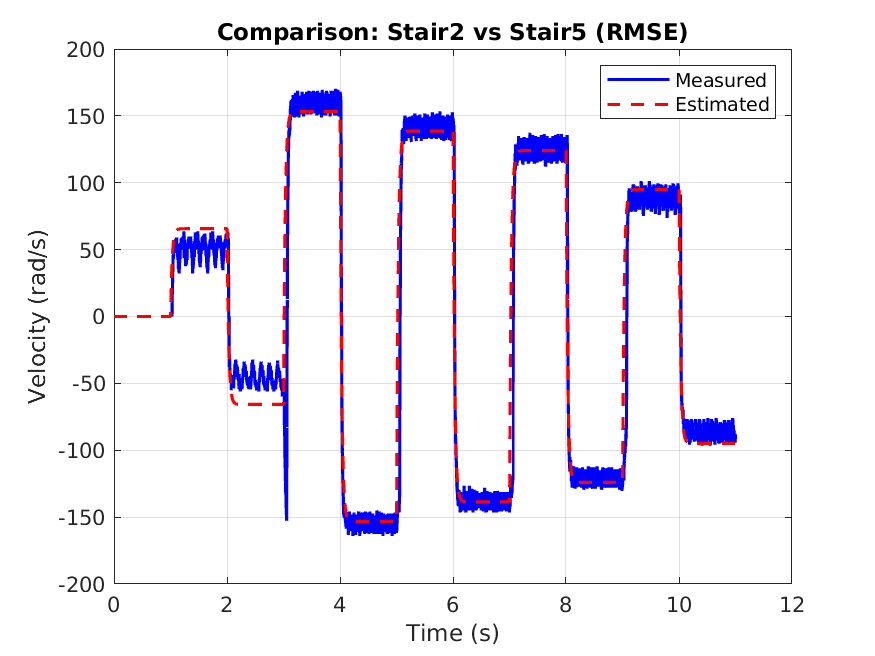 Comparison: Stair2 vs Stair5 (RMSE)
Measured
Estimated
Velocity (rad/s)
200
150
100
50
0
-50
-100
-150
-200
0 2 4 6 8 10 12
Time (s)